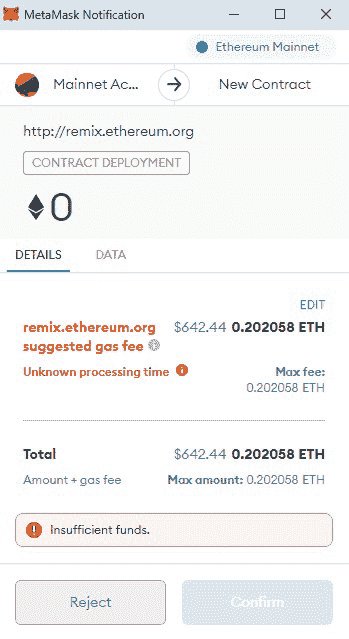 MetaMask Notification
Ethereum Mainnet
Mainnet Ac... New Contract
http://remix.ethereum.org
CONTRACT DEPLOYMENT
0
DETAILS DATA
EDIT
remix.ethereum.org $642.44 0.202058 ETH
suggested gas fee
Unknown processing time Max fee:
0.202058 ETH
Total $642.44 0.202058 ETH
Amount + gas fee Max amount: 0.202058 ETH
Insufficient funds.
Reject Confirm